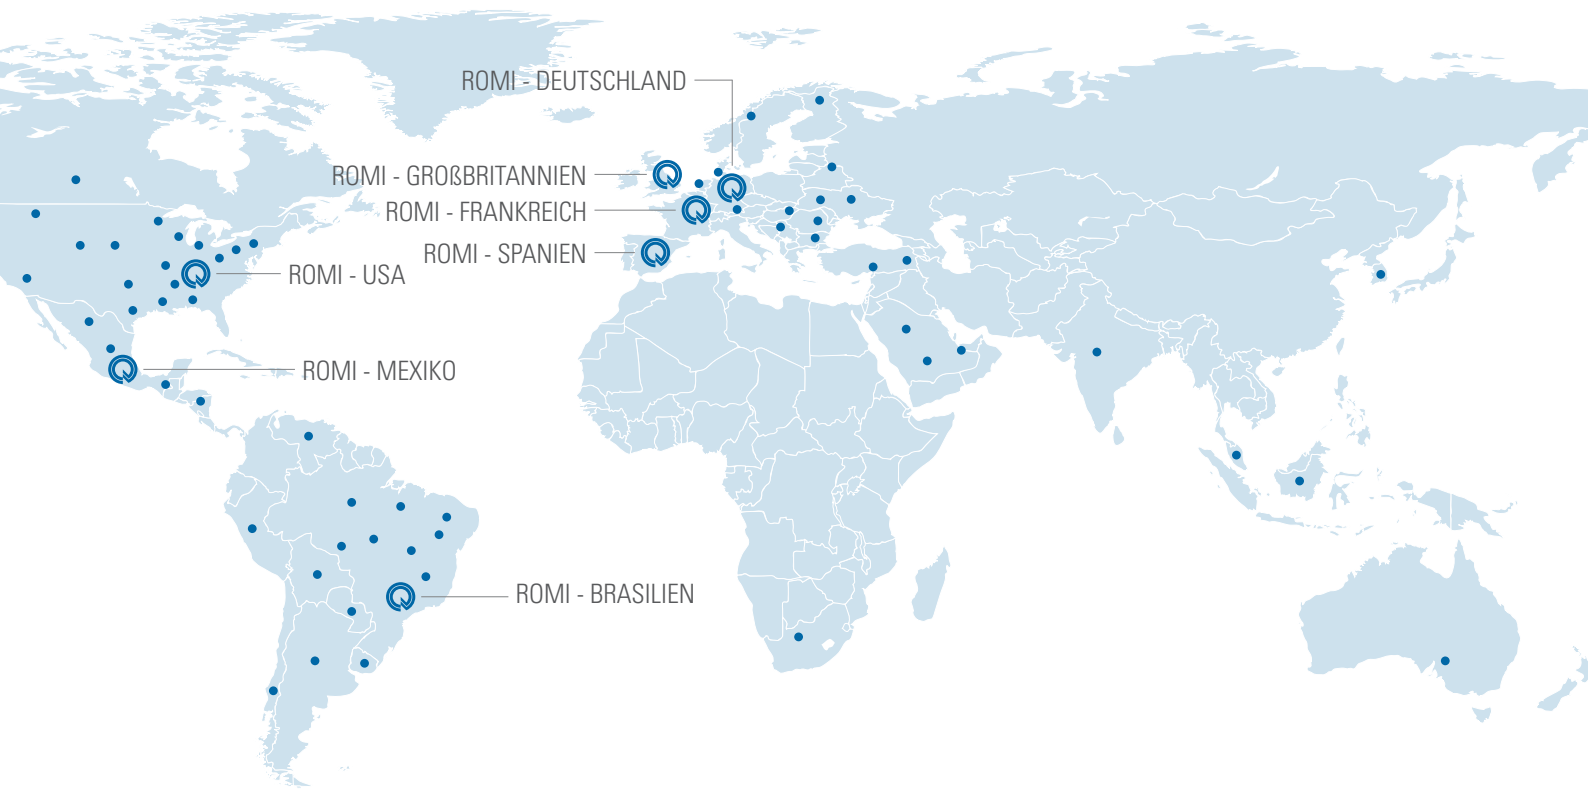 ROMI - DEUTSCHLAND
ROMI - GROßBRITANNIEN
ROMI - FRANKREICH
ROMI - SPANIEN
ROMI - USA
ROMI - MEXIKO
ROMI - BRASILIEN